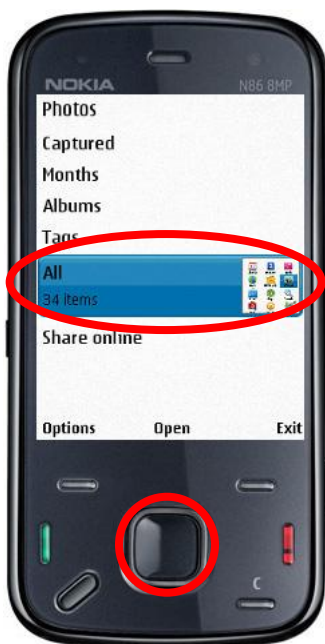 NOKIA N86 8MP
Photos
Captured
Months
Albums
Tags
All
34 items
Share online
Options Open Exit
C